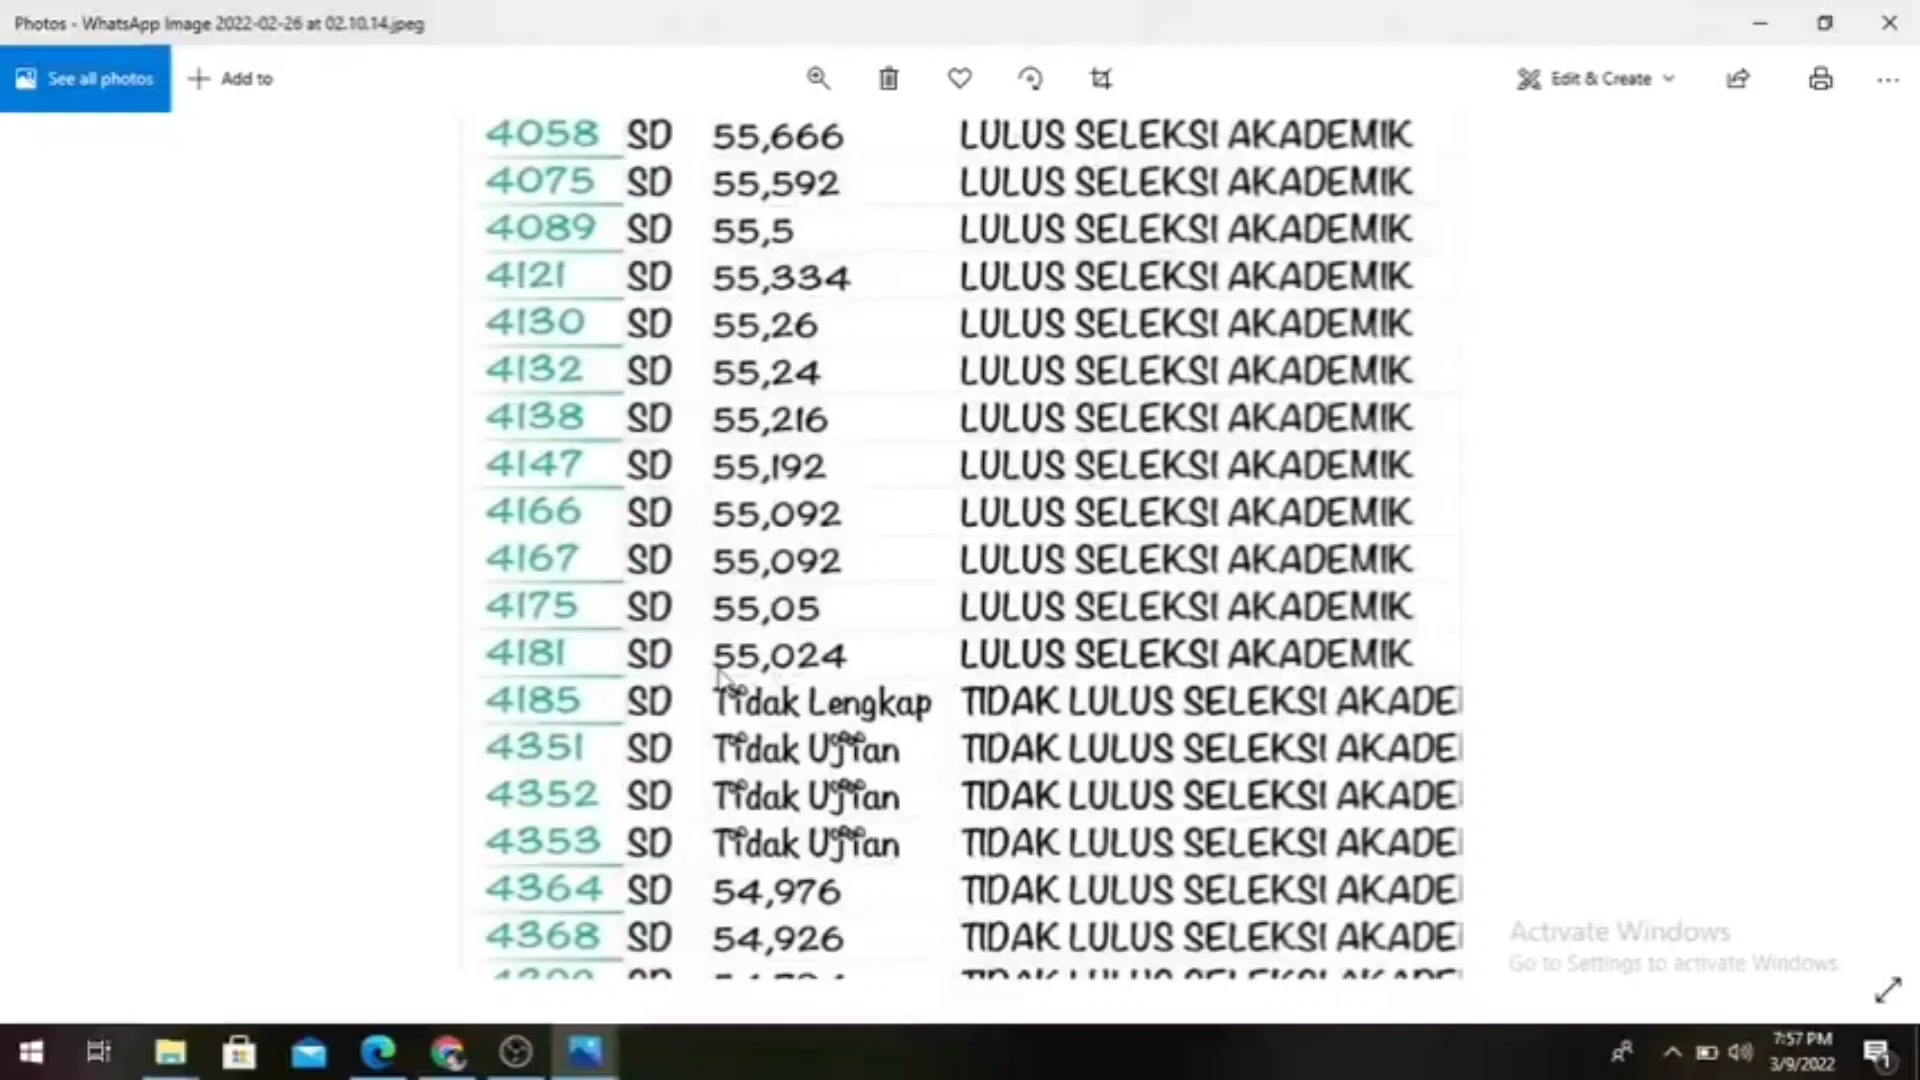 Photos - WhatsApp Image 2022-02-26 at 02.10.14.jpeg
See all photos
Add to
Edit & Create
4058 SD 55,666 LULUS SELEKSI AKADEMIK
4075 SD 55,592 LULUS SELEKSI AKADEMIK
4089 SD 55,5 LULUS SELEKSI AKADEMIK
4121 SD 55,334 LULUS SELEKSI AKADEMIK
4130 SD 55,26 LULUS SELEKSI AKADEMIK
4132 SD 55,24 LULUS SELEKSI AKADEMIK
4138 SD 55,216 LULUS SELEKSI AKADEMIK
4147 SD 55,192 LULUS SELEKSI AKADEMIK
4166 SD 55,092 LULUS SELEKSI AKADEMIK
4167 SD 55,092 LULUS SELEKSI AKADEMIK
4175 SD 55,05 LULUS SELEKSI AKADEMIK
4181 SD 55,024 LULUS SELEKSI AKADEMIK
4185 SD Tidak Lengkap TIDAK LULUS SELEKSI AKADE
4351 SD Tidak Ujian TIDAK LULUS SELEKSI AKADE
4352 SD Tidak Ujian TIDAK LULUS SELEKSI AKADE
4353 SD Tidak Ujian TIDAK LULUS SELEKSI AKADE
4364 SD 54,976 TIDAK LULUS SELEKSI AKADE
4368 SD 54,926 TIDAK LULUS SELEKSI AKADE
Activate Windows
Go to Settings to activate Windows.
7:57 PM
3/9/2022
1